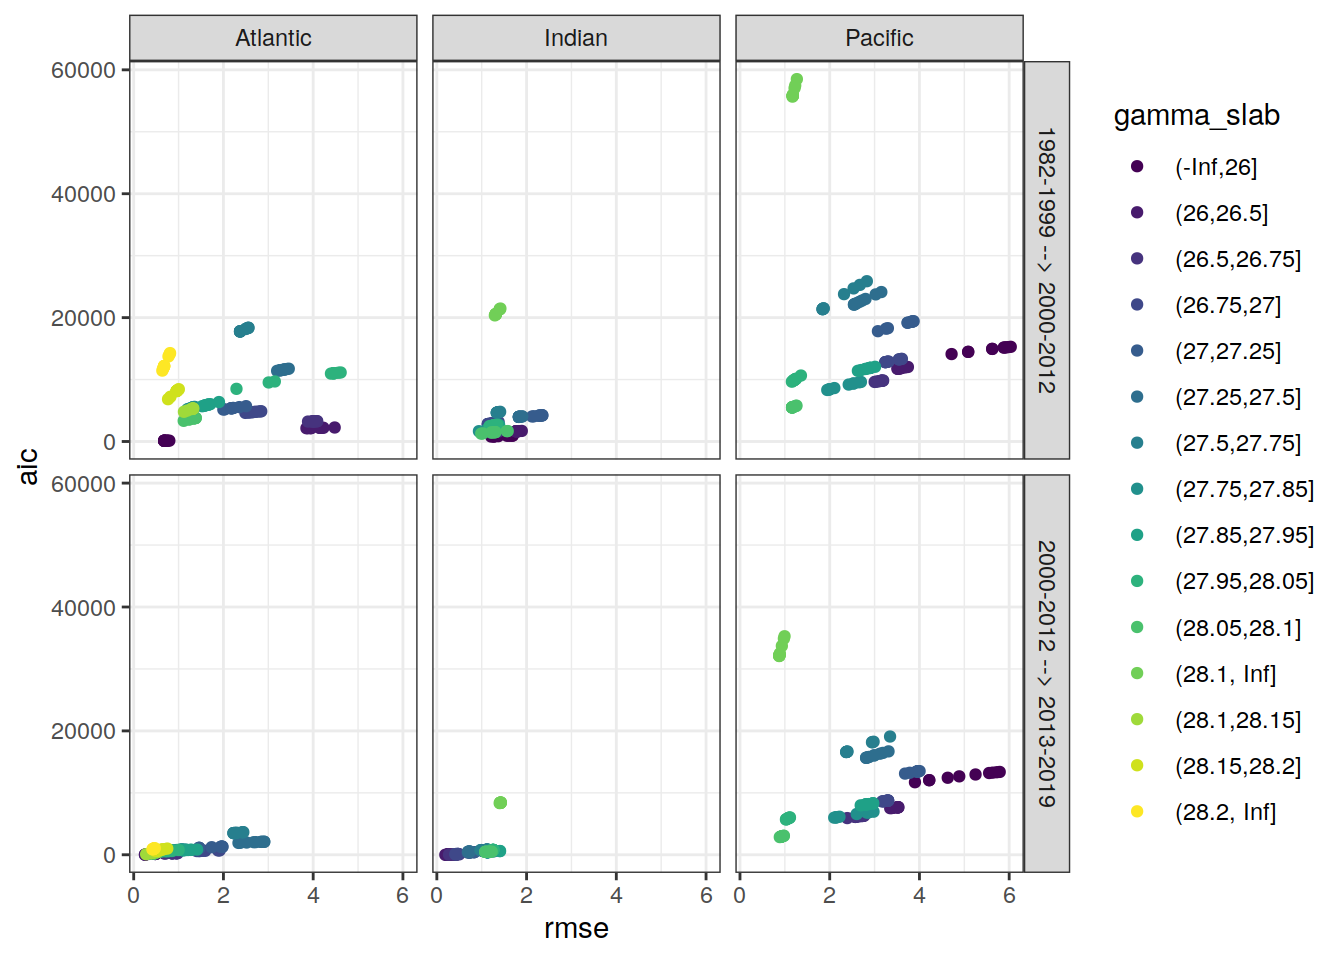 Atlantic
Indian
Pacific
60000
40000
20000
0
1982-1999 --> 2000-2012
60000
40000
20000
0
2000-2012 --> 2013-2019
0 2 4 6
0 2 4 6
0 2 4 6
rmse
aic
gamma_slab
(-Inf,26]
(26,26.5]
(26.5,26.75]
(26.75,27]
(27,27.25]
(27.25,27.5]
(27.5,27.75]
(27.75,27.85]
(27.85,27.95]
(27.95,28.05]
(28.05,28.1]
(28.1, Inf]
(28.1,28.15]
(28.15,28.2]
(28.2, Inf]